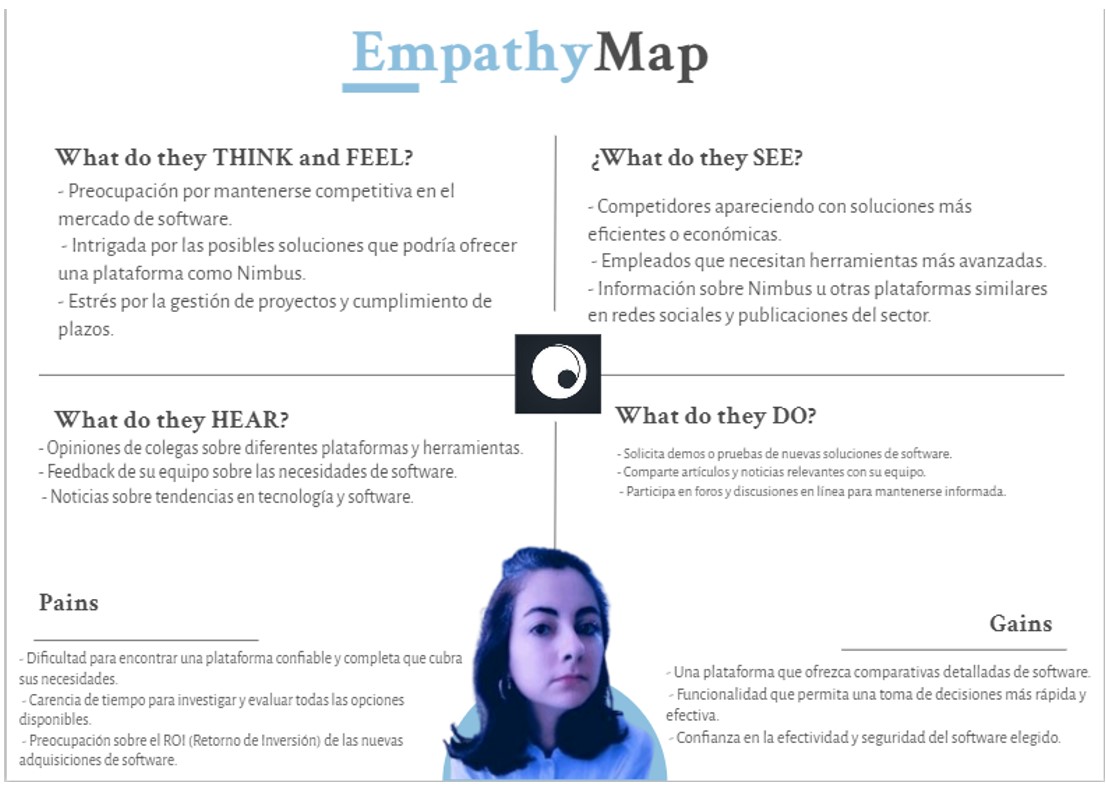 EmpathyMap
What do they THINK and FEEL?
- Preocupación por mantenerse competitiva en el
mercado de software.
- Intrigada por las posibles soluciones que podría ofrecer
una plataforma como Nimbus.
- Estrés por la gestión de proyectos y cumplimiento de
plazos.
¿What do they SEE?
- Competidores apareciendo con soluciones más
eficientes o económicas.
- Empleados que necesitan herramientas más avanzadas.
- Información sobre Nimbus u otras plataformas similares
en redes sociales y publicaciones del sector.
What do they HEAR?
- Opiniones de colegas sobre diferentes plataformas y herramientas.
- Feedback de su equipo sobre las necesidades de software.
- Noticias sobre tendencias en tecnología y software.
What do they DO?
- Solicita demos o pruebas de nuevas soluciones de software.
- Comparte artículos y noticias relevantes con su equipo.
- Participa en foros y discusiones en línea para mantenerse informada.
Pains
- Dificultad para encontrar una plataforma confiable y completa que cubra
sus necesidades.
- Carencia de tiempo para investigar y evaluar todas las opciones
disponibles.
- Preocupación sobre el ROI (Retorno de Inversión) de las nuevas
adquisiciones de software.
Gains
- Una plataforma que ofrezca comparativas detalladas de software.
- Funcionalidad que permita una toma de decisiones más rápida y
efectiva.
- Confianza en la efectividad y seguridad del software elegido.